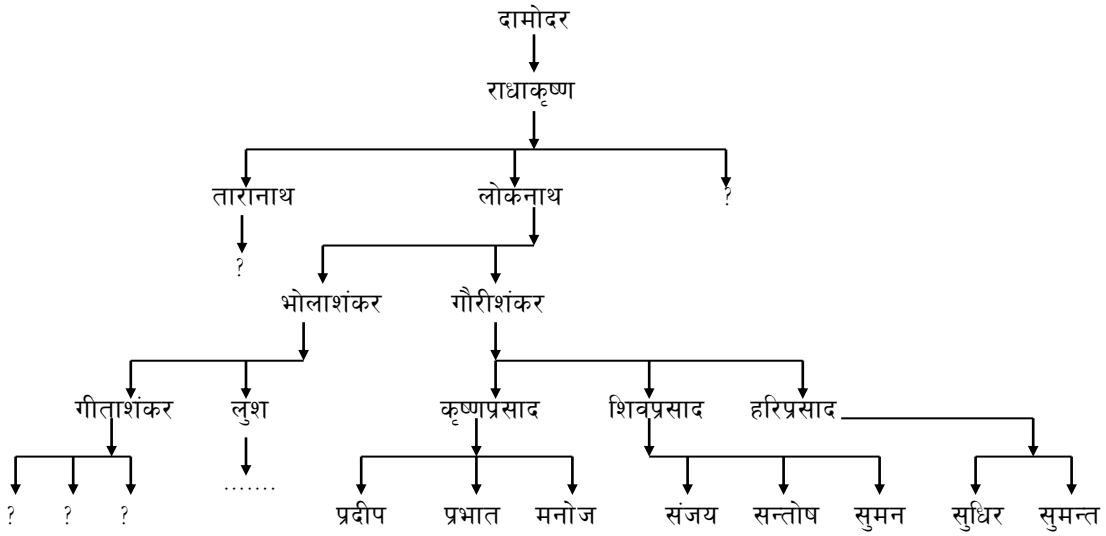 दामोदर
राधाकृष्ण
तारानाथ लोकनाथ ?
?
भोलाशंकर गौरीशंकर
गीताशंकर लुश कृष्णप्रसाद शिवप्रसाद हरिप्रसाद
.......
? ? ? प्रदीप प्रभात मनोज संजय सन्तोष सुमन सुधिर सुमन्त